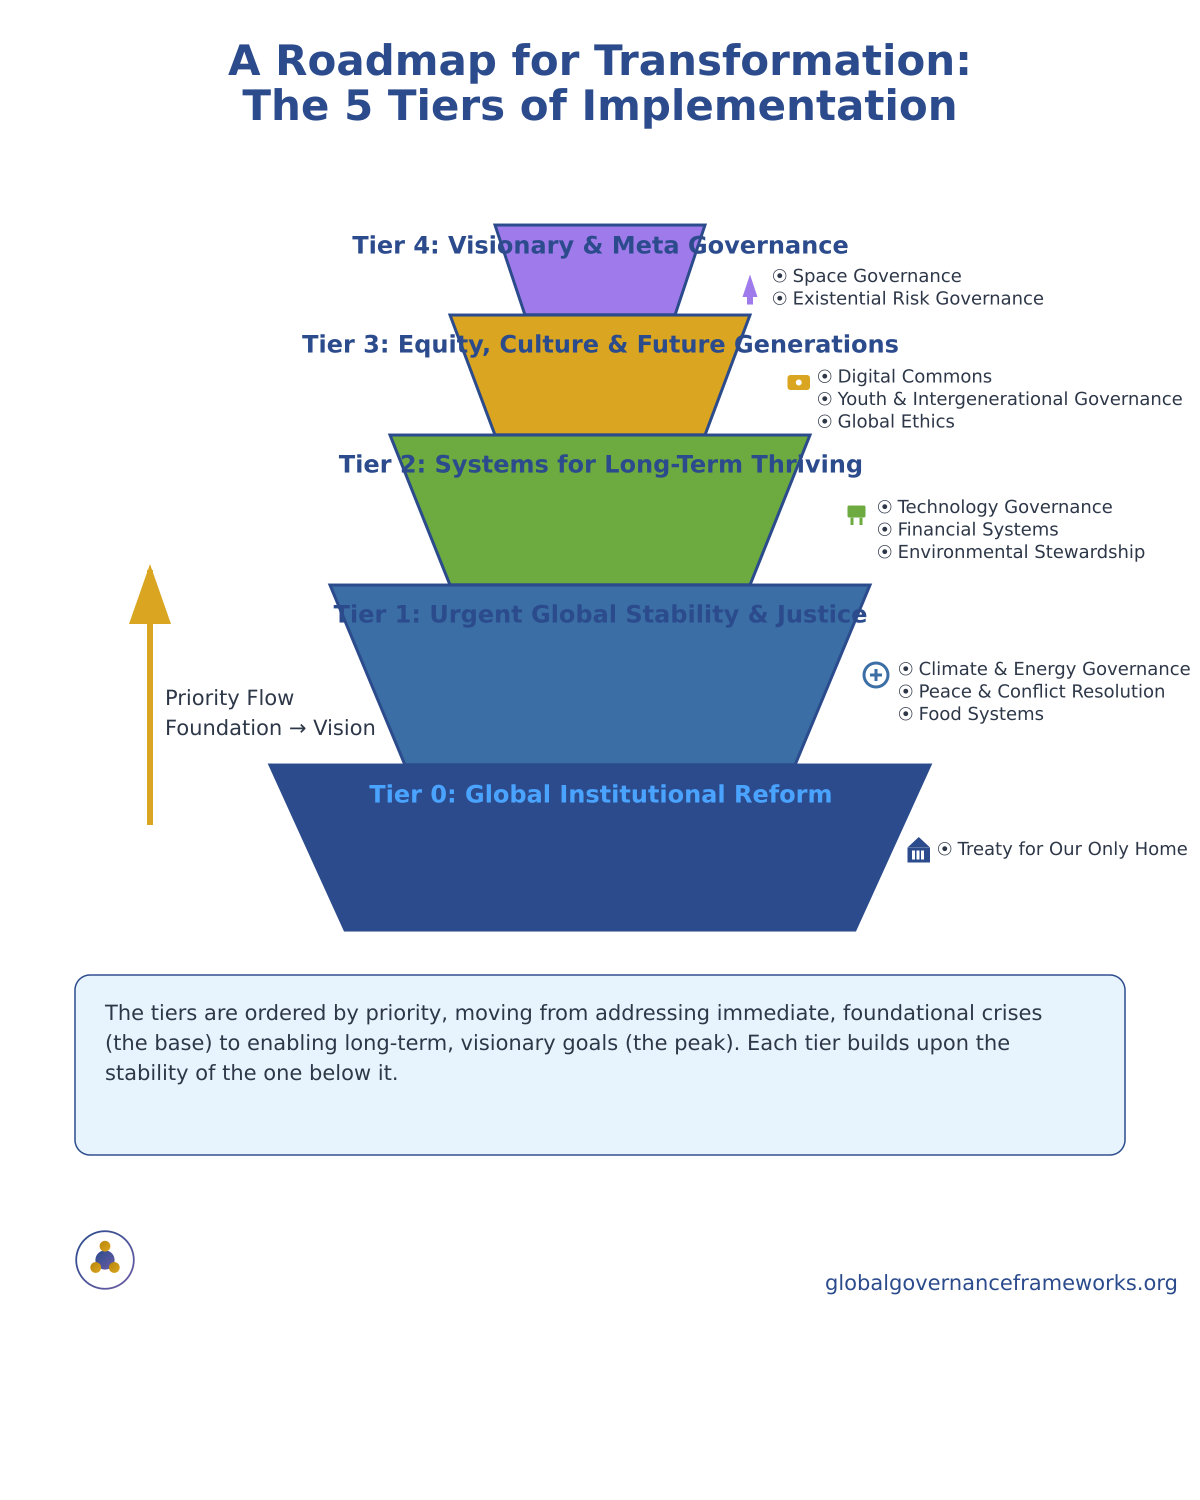 A Roadmap for Transformation:
The 5 Tiers of Implementation
Tier 4: Visionary & Meta Governance
⦿ Space Governance
⦿ Existential Risk Governance
Tier 3: Equity, Culture & Future Generations
⦿ Digital Commons
⦿ Youth & Intergenerational Governance
⦿ Global Ethics
Tier 2: Systems for Long-Term Thriving
⦿ Technology Governance
⦿ Financial Systems
⦿ Environmental Stewardship
Tier 1: Urgent Global Stability & Justice
⦿ Climate & Energy Governance
⦿ Peace & Conflict Resolution
⦿ Food Systems
Priority Flow
Foundation → Vision
Tier 0: Global Institutional Reform
⦿ Treaty for Our Only Home
The tiers are ordered by priority, moving from addressing immediate, foundational crises
(the base) to enabling long-term, visionary goals (the peak). Each tier builds upon the
stability of the one below it.
globalgovernanceframeworks.org